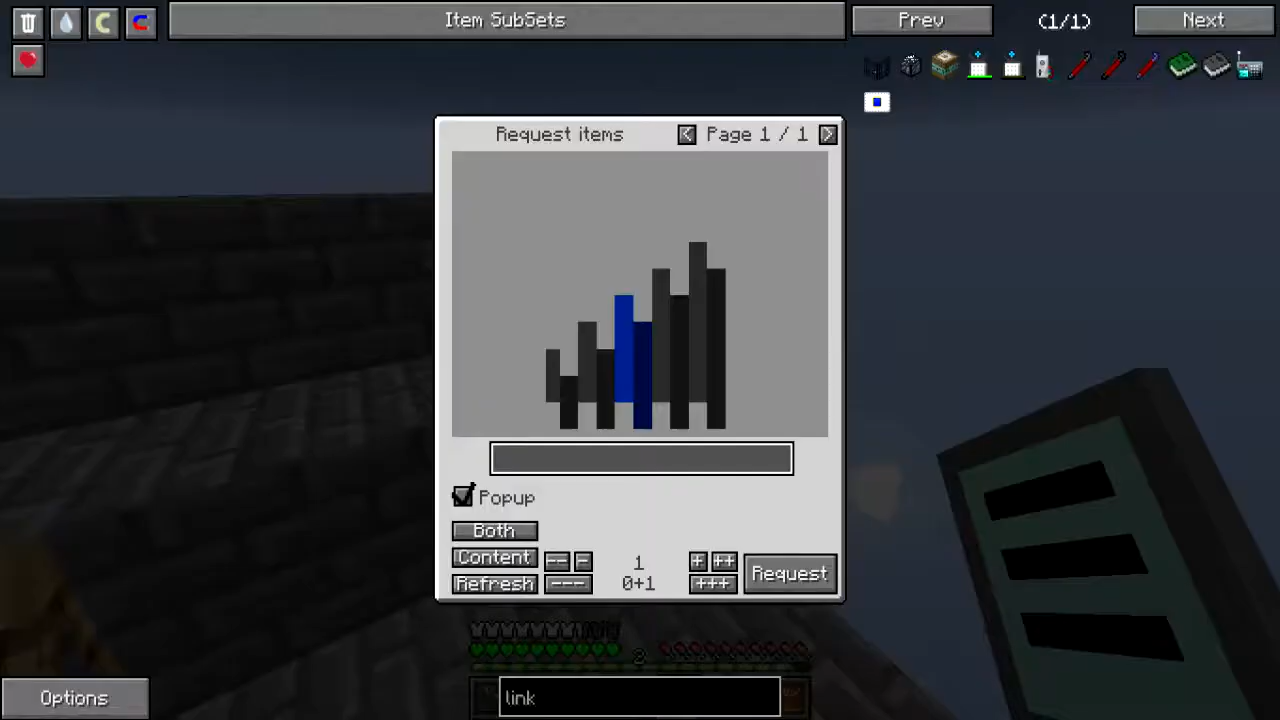 Item SubSets
Prev
(1/1)
Next
Request items
Page 1 / 1
Popup
Both
Content
-- -
1
+ ++
Request
Refresh
---
0+1
+++
Options
link